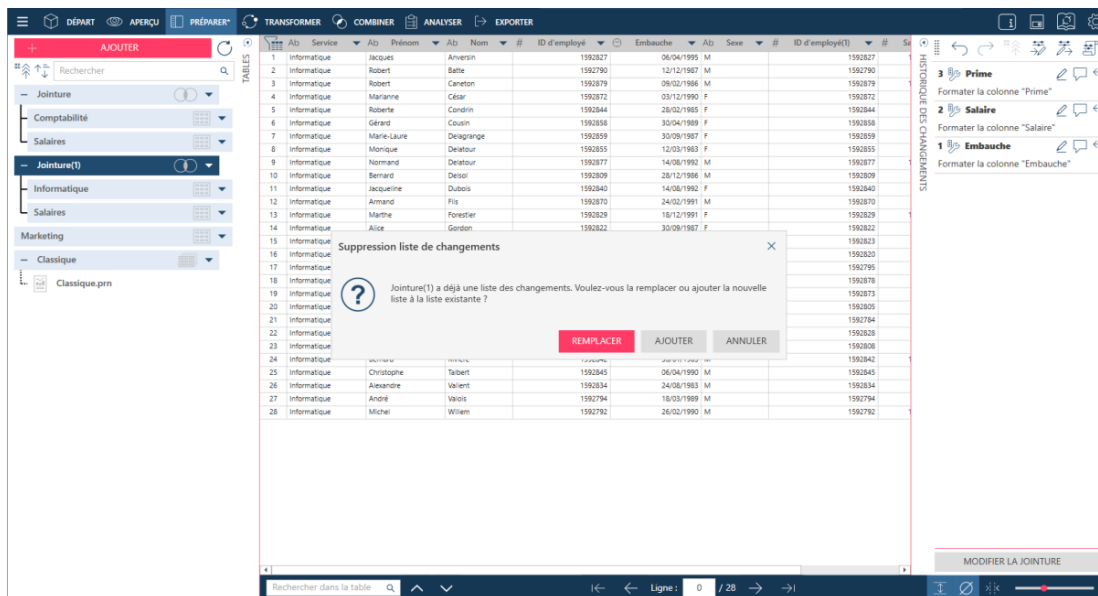 DÉPART APERÇU PRÉPARER* TRANSFORMER COMBINER ANALYSER EXPORTER
AJOUTER
Rechercher
Jointure
Comptabilité
Salaires
Jointure(1)
Informatique
Salaires
Marketing
Classique
Classique.prn
TABLES
Ab Service Ab Prénom Ab Nom # ID d'employé Embauche Ab Sexe # ID d'employé(1) # Sa
1 Informatique Jacques Anversin 1592827 06/04/1995 M 1592827
2 Informatique Robert Batte 1592790 12/12/1987 M 1592790
3 Informatique Robert Caneton 1592879 09/02/1986 M 1592879
4 Informatique Marianne César 1592872 03/12/1990 F 1592872
5 Informatique Roberte Condrin 1592844 28/02/1985 F 1592844
6 Informatique Gérard Cousin 1592858 30/04/1989 F 1592858
7 Informatique Marie-Laure Delagrange 1592859 30/09/1987 F 1592859
8 Informatique Monique Delatour 1592855 12/03/1983 F 1592855
9 Informatique Normand Delatour 1592877 14/08/1992 M 1592877
10 Informatique Bernard Delsol 1592809 28/12/1986 M 1592809
11 Informatique Jacqueline Dubois 1592840 14/08/1992 F 1592840
12 Informatique Armand Fils 1592870 24/02/1991 M 1592870
13 Informatique Marthe Forestier 1592829 18/12/1991 F 1592829
14 Informatique Alice Gordon 1592822 30/09/1987 F 1592822
15 Informatique 1592823
16 Informatique 1592820
17 Informatique 1592795
18 Informatique 1592878
19 Informatique 1592873
20 Informatique 1592805
21 Informatique 1592784
22 Informatique 1592828
23 Informatique 1592808
24 Informatique 1592842
25 Informatique Christophe Talbert 1592845 06/04/1990 M 1592845
26 Informatique Alexandre Valient 1592834 24/08/1983 M 1592834
27 Informatique André Valois 1592794 18/03/1989 M 1592794
28 Informatique Michel Willem 1592792 26/02/1990 M 1592792
Suppression liste de changements
Jointure(1) a déjà une liste des changements. Voulez-vous la remplacer ou ajouter la nouvelle
liste à la liste existante ?
REMPLACER AJOUTER ANNULER
HISTORIQUE DES CHANGEMENTS
3 Prime
Formater la colonne "Prime"
2 Salaire
Formater la colonne "Salaire"
1 Embauche
Formater la colonne "Embauche"
MODIFIER LA JOINTURE
Rechercher dans la table Ligne : 0 / 28